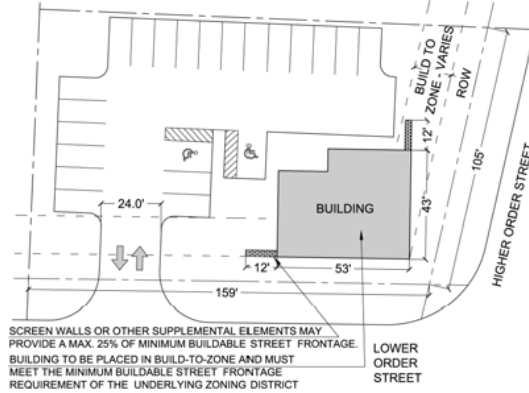 BUILD TO
ZONE - VARIES
ROW
12'
105'
HIGHER ORDER STREET
24.0'
BUILDING
43'
12'
53'
159'
SCREEN WALLS OR OTHER SUPPLEMENTAL ELEMENTS MAY
PROVIDE A MAX. 25% OF MINIMUM BUILDABLE STREET FRONTAGE.
BUILDING TO BE PLACED IN BUILD-TO-ZONE AND MUST
MEET THE MINIMUM BUILDABLE STREET FRONTAGE
REQUIREMENT OF THE UNDERLYING ZONING DISTRICT
LOWER
ORDER
STREET